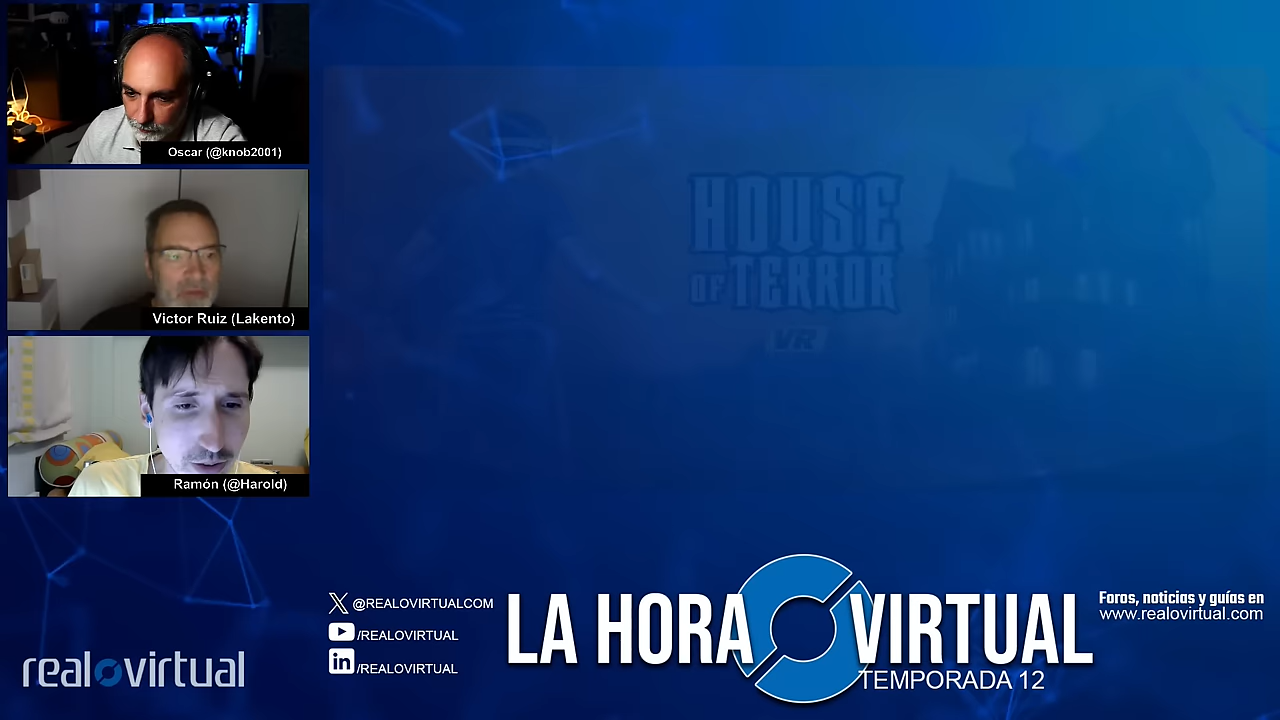 Oscar (@knob2001)
Victor Ruiz (Lakento)
Ramón (@Harold)
HOUSE
OF TERROR
VR
@REALOVIRTUALCOM
/REALOVIRTUAL
/REALOVIRTUAL
LA HORA VIRTUAL
TEMPORADA 12
Foros, noticias y guías en
www.realovirtual.com
realovirtual